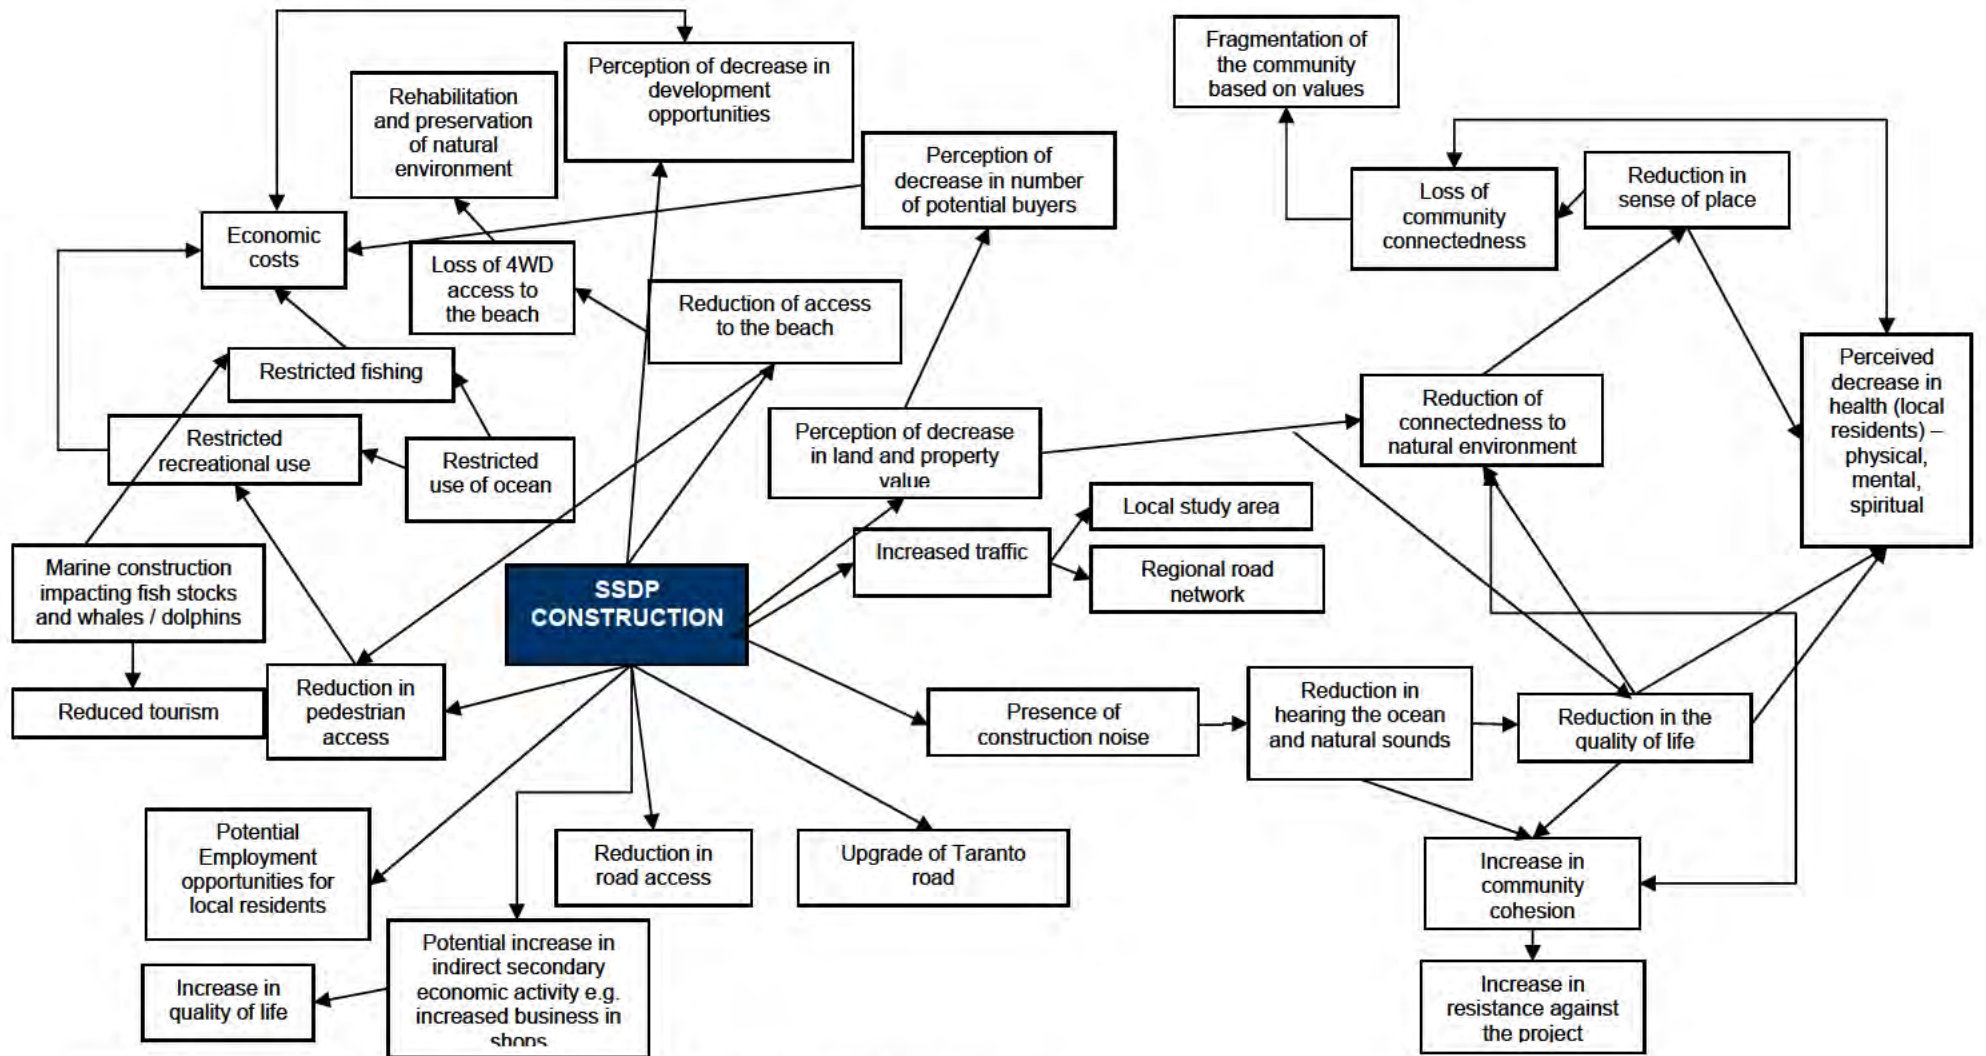 Perception of decrease in
development
opportunities
Rehabilitation
and preservation
of natural
environment
Fragmentation of
the community
based on values
Perception of
decrease in number
of potential buyers
Loss of
community
connectedness
Reduction in
sense of place
Economic
costs
Loss of 4WD
access to
the beach
Reduction of access
to the beach
Restricted fishing
Restricted
recreational use
Restricted
use of ocean
Perception of decrease
in land and property
value
Reduction of
connectedness to
natural environment
Perceived
decrease in
health (local
residents) –
physical,
mental,
spiritual
Local study area
Increased traffic
Regional road
network
Marine construction
impacting fish stocks
and whales / dolphins
SSDP
CONSTRUCTION
Reduced tourism
Reduction in
pedestrian
access
Presence of
construction noise
Reduction in
hearing the ocean
and natural sounds
Reduction in the
quality of life
Potential
Employment
opportunities for
local residents
Reduction in
road access
Upgrade of Taranto
road
Increase in
community
cohesion
Increase in
quality of life
Potential increase in
indirect secondary
economic activity e.g.
increased business in
shops
Increase in
resistance against
the project